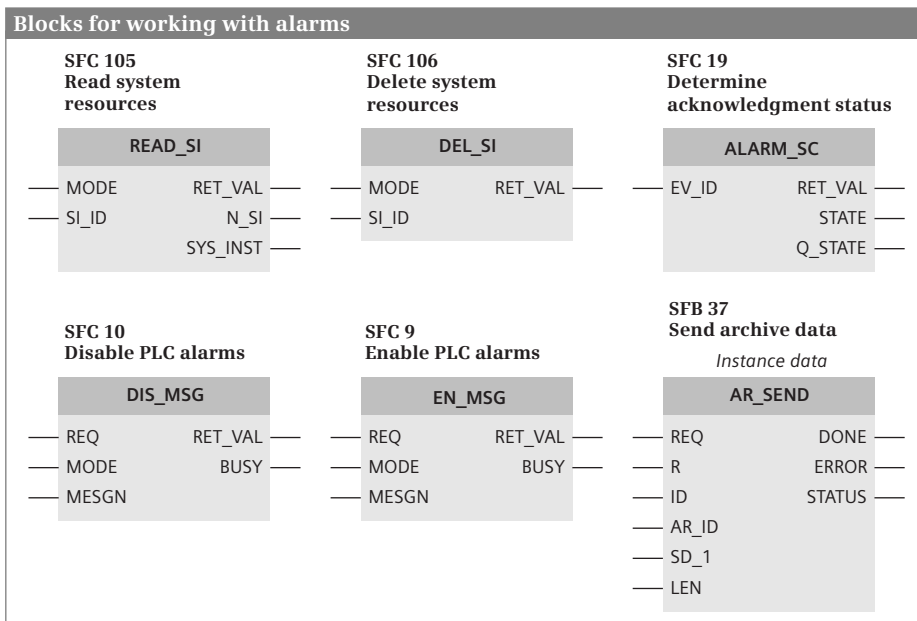 Blocks for working with alarms
SFC 105
Read system
resources
READ_SI
MODE RET_VAL
SI_ID N_SI
SYS_INST
SFC 106
Delete system
resources
DEL_SI
MODE RET_VAL
SI_ID
SFC 19
Determine
acknowledgment status
ALARM_SC
EV_ID RET_VAL
STATE
Q_STATE
SFC 10
Disable PLC alarms
DIS_MSG
REQ RET_VAL
MODE BUSY
MESGN
SFC 9
Enable PLC alarms
EN_MSG
REQ RET_VAL
MODE BUSY
MESGN
SFB 37
Send archive data
Instance data
AR_SEND
REQ DONE
R ERROR
ID STATUS
AR_ID
SD_1
LEN